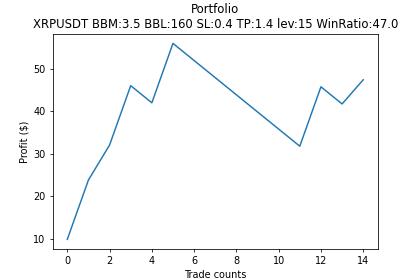 Portfolio
XRPUSDT BBM:3.5 BBL:160 SL:0.4 TP:1.4 lev:15 WinRatio:47.0
Profit ($)
50
40
30
20
10
0 2 4 6 8 10 12 14
Trade counts